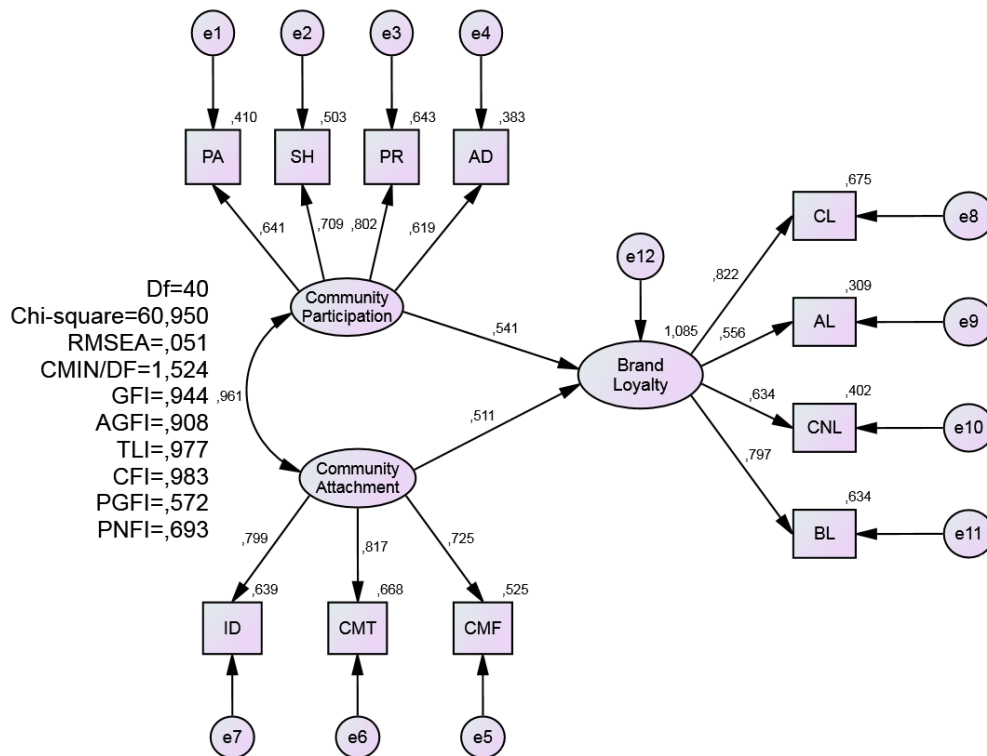 e1
e2
e3
e4
,410
,503
,643
,383
PA
SH
PR
AD
,641
,709
,802
,619
Community
Participation
Df=40
Chi-square=60,950
RMSEA=,051
CMIN/DF=1,524
GFI=,944
AGFI=,908
TLI=,977
CFI=,983
PGFI=,572
PNFI=,693
,961
Community
Attachment
,799
,817
,725
,639
,668
,525
ID
CMT
CMF
e7
e6
e5
,541
,511
e12
1,085
Brand
Loyalty
,822
,556
,634
,797
,675
CL
e8
,309
AL
e9
,402
CNL
e10
,634
BL
e11